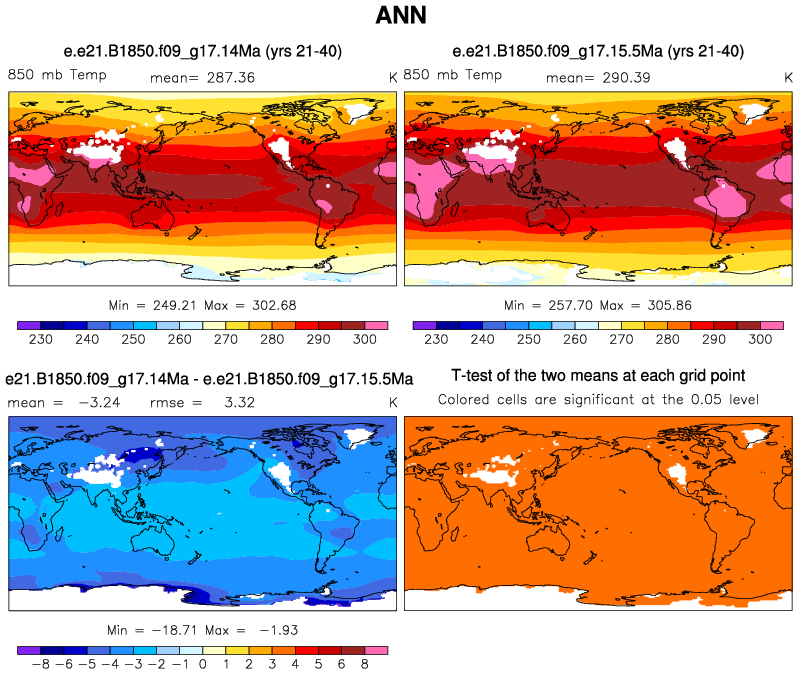 ANN
e.e21.B1850.f09_g17.14Ma (yrs 21-40)
850 mb Temp mean= 287.36 K
Min = 249.21 Max = 302.68
230 240 250 260 270 280 290 300
e.e21.B1850.f09_g17.15.5Ma (yrs 21-40)
850 mb Temp mean= 290.39 K
Min = 257.70 Max = 305.86
230 240 250 260 270 280 290 300
e21.B1850.f09_g17.14Ma - e.e21.B1850.f09_g17.15.5Ma
mean = -3.24 rmse = 3.32 K
Min = -18.71 Max = -1.93
-8 -6 -5 -4 -3 -2 -1 0 1 2 3 4 5 6 8
T-test of the two means at each grid point
Colored cells are significant at the 0.05 level